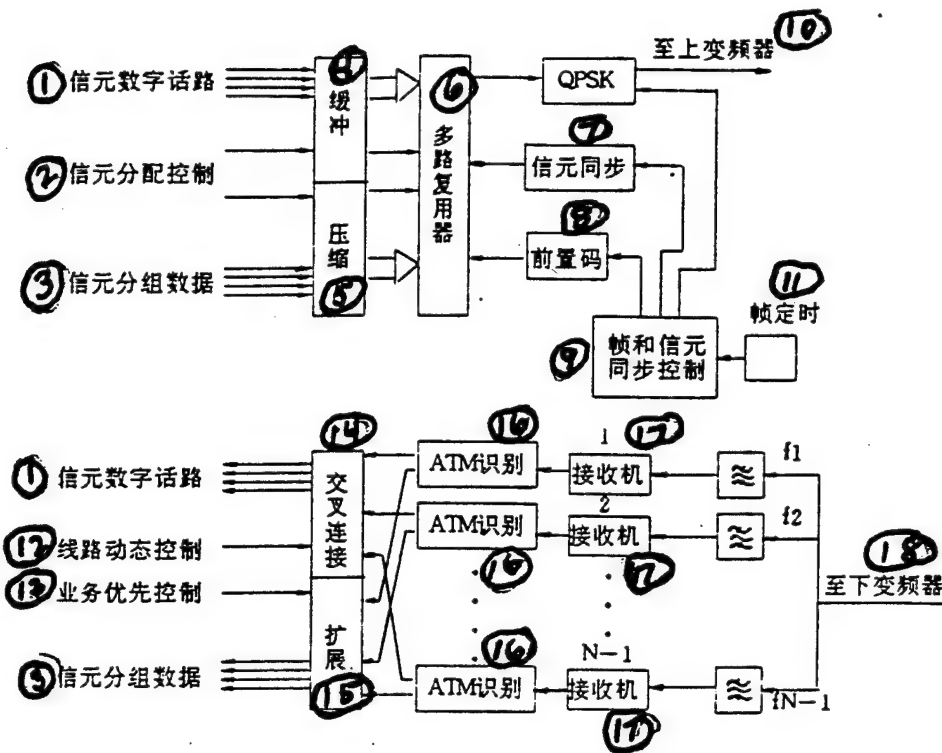 ⑩
至上变频器
① 信元数字话路
4
缓冲
⑥
多路复用器
QPSK
⑦
信元同步
② 信元分配控制
⑧
前置码
压缩
⑤
③ 信元分组数据
⑪
帧定时
⑨
帧和信元
同步控制
⑭
⑯
1
⑰
f1
① 信元数字话路
交叉连接
ATM识别
接收机
2
f2
ATM识别
接收机
⑫ 线路动态控制
⑯
⑰
⑱
⑬ 业务优先控制
至下变频器
扩展
⑮
⑯
N-1
③ 信元分组数据
ATM识别
接收机
fN-1
⑰